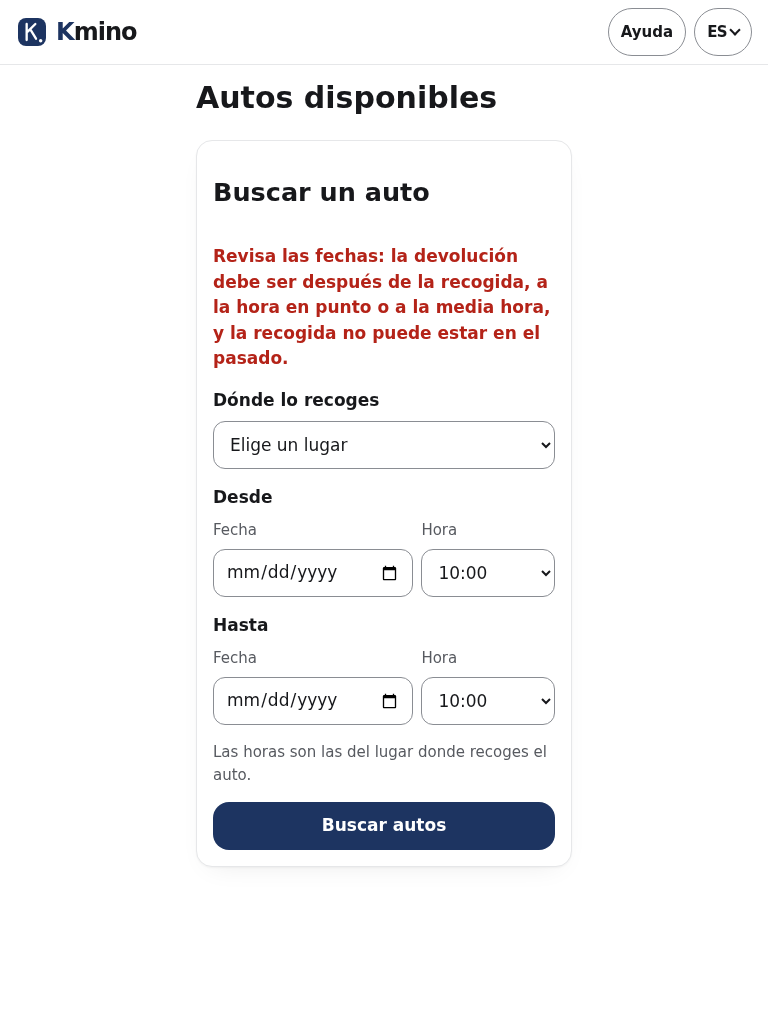 Kmino
Ayuda
ES
Autos disponibles
Buscar un auto
Revisa las fechas: la devolución
debe ser después de la recogida, a
la hora en punto o a la media hora,
y la recogida no puede estar en el
pasado.
Dónde lo recoges
Elige un lugar
Desde
Fecha
Hora
mm/dd/yyyy
10:00
Hasta
Fecha
Hora
mm/dd/yyyy
10:00
Las horas son las del lugar donde recoges el
auto.
Buscar autos